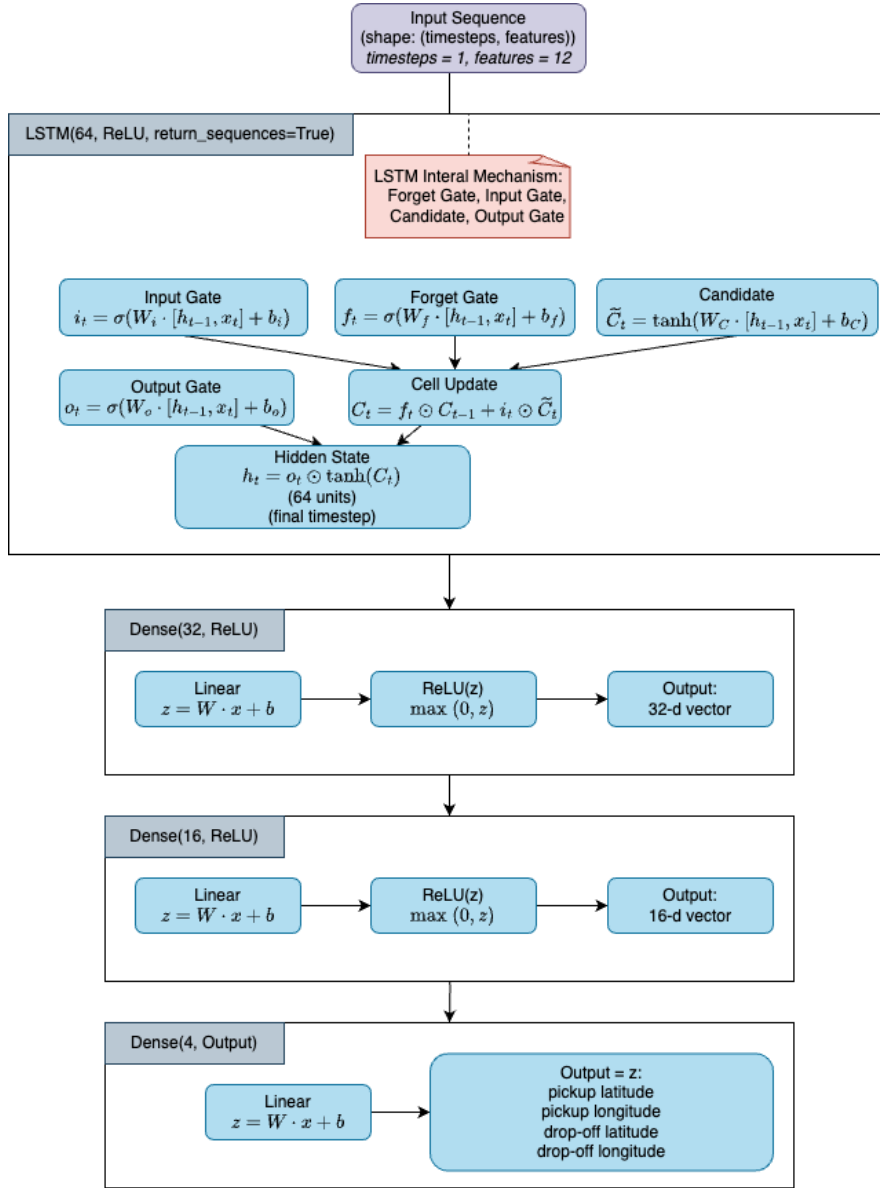 Input Sequence
(shape: (timesteps, features))
timesteps = 1, features = 12
LSTM(64, ReLU, return_sequences=True)
LSTM Interal Mechanism:
Forget Gate, Input Gate,
Candidate, Output Gate
Input Gate
i_t = σ(W_i · [h_{t−1}, x_t] + b_i)
Forget Gate
f_t = σ(W_f · [h_{t−1}, x_t] + b_f)
Candidate
C̃_t = tanh(W_C · [h_{t−1}, x_t] + b_C)
Output Gate
o_t = σ(W_o · [h_{t−1}, x_t] + b_o)
Cell Update
C_t = f_t ⊙ C_{t−1} + i_t ⊙ C̃_t
Hidden State
h_t = o_t ⊙ tanh(C_t)
(64 units)
(final timestep)
Dense(32, ReLU)
Linear
z = W · x + b
ReLU(z)
max (0, z)
Output:
32-d vector
Dense(16, ReLU)
Linear
z = W · x + b
ReLU(z)
max (0, z)
Output:
16-d vector
Dense(4, Output)
Linear
z = W · x + b
Output = z:
pickup latitude
pickup longitude
drop-off latitude
drop-off longitude